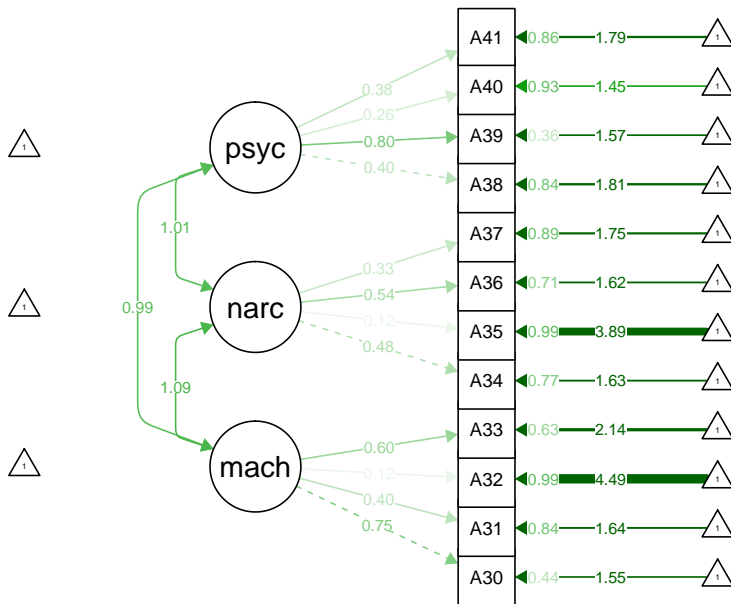 A41 0.86 1.79 1
0.38
A40 0.93 1.45 1
0.26
psyc 0.80 A39 0.36 1.57 1
1
0.40
A38 0.84 1.81 1
1.01
0.33
A37 0.89 1.75 1
0.54
A36 0.71 1.62 1
1
0.99
narc
0.12
A35 0.99 3.89 1
0.48
A34 0.77 1.63 1
1.09
0.60
A33 0.63 2.14 1
1
mach
0.12
A32 0.99 4.49 1
0.40
A31 0.84 1.64 1
0.75
A30 0.44 1.55 1